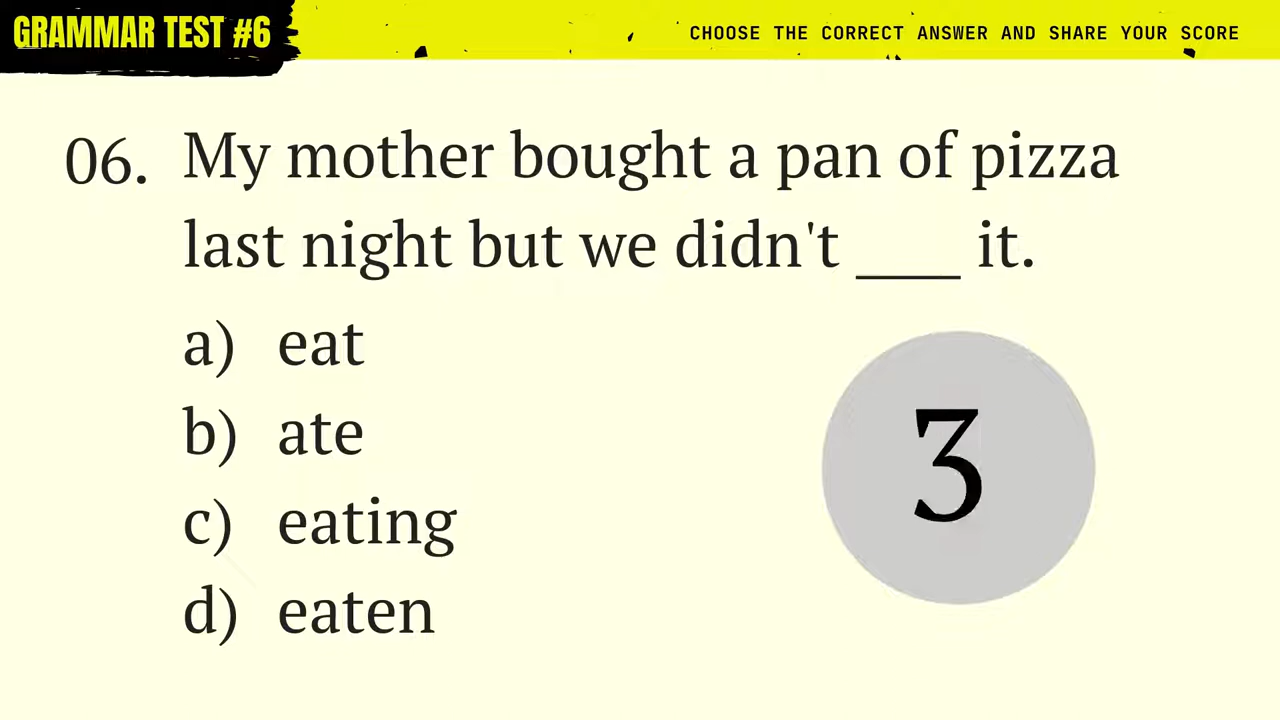 GRAMMAR TEST #6
CHOOSE THE CORRECT ANSWER AND SHARE YOUR SCORE
06. My mother bought a pan of pizza
last night but we didn't ____ it.
a) eat
b) ate
c) eating
d) eaten
3